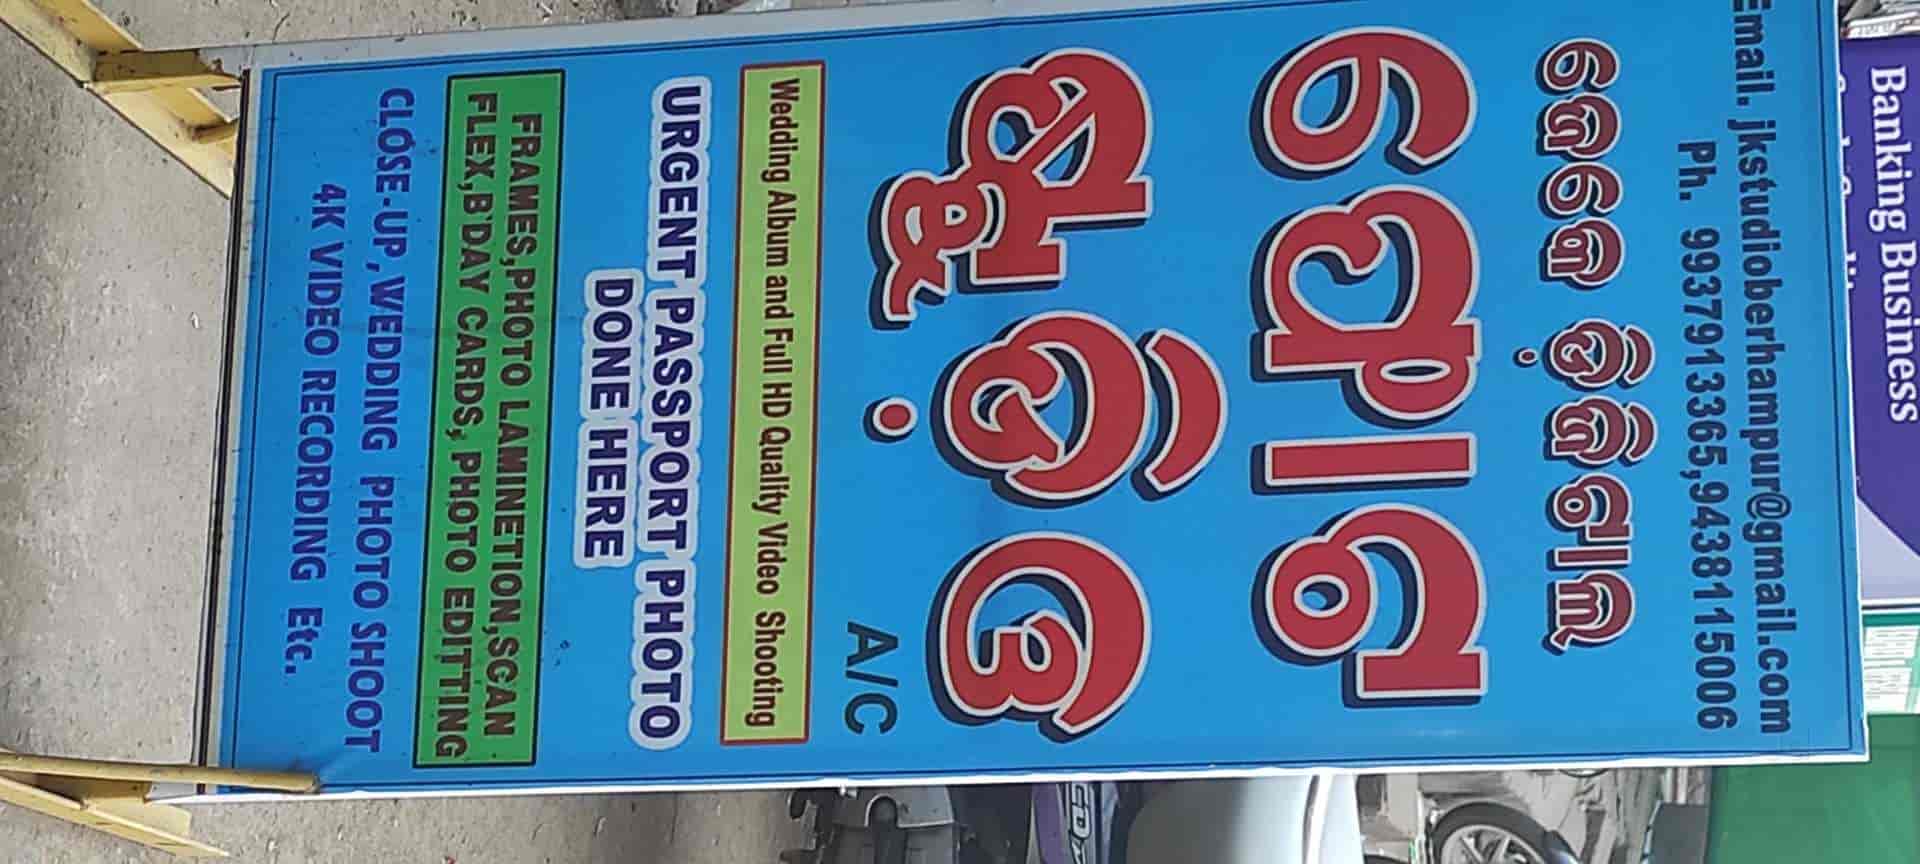 Email. jkstudioberhampur@gmail.com
Ph. 9937913365,9438115006
ଜେକେ ଡ଼ିଜିଟାଲ୍
ଫୋଟୋ
ଷ୍ଟୁଡ଼ିଓ
A/C
Wedding Album and Full HD Quality Video Shooting
URGENT PASSPORT PHOTO
DONE HERE
FRAMES,PHOTO LAMINETION,SCAN
FLEX,B'DAY CARDS, PHOTO EDITTING
CLOSE-UP, WEDDING PHOTO SHOOT
4K VIDEO RECORDING Etc.
Banking Business